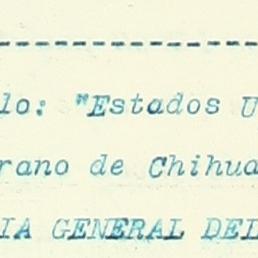 ----------------
lo: "Estados U
rano de Chihua
IA GENERAL DEL